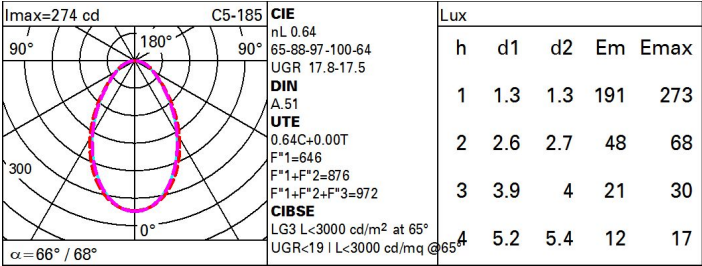 Imax=274 cd C5-185
90° 180° 90°
300
0°
α=66° / 68°
CIE
nL 0.64
65-88-97-100-64
UGR 17.8-17.5
DIN
A.51
UTE
0.64C+0.00T
F"1=646
F"1+F"2=876
F"1+F"2+F"3=972
CIBSE
LG3 L<3000 cd/m² at 65°
UGR<19 | L<3000 cd/mq @65°
Lux
h d1 d2 Em Emax
1 1.3 1.3 191 273
2 2.6 2.7 48 68
3 3.9 4 21 30
4 5.2 5.4 12 17